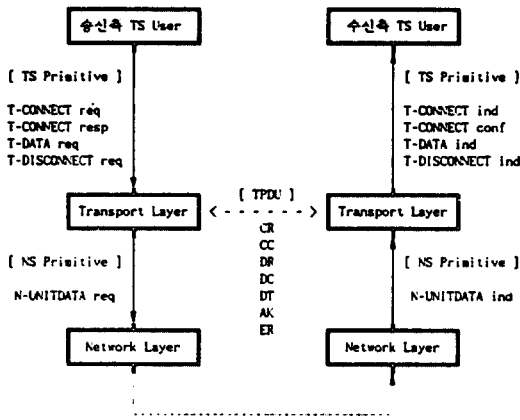 송신측 TS User
수신측 TS User
[ TS Primitive ]
T-CONNECT req
T-CONNECT resp
T-DATA req
T-DISCONNECT req
[ TS Primitive ]
T-CONNECT ind
T-CONNECT conf
T-DATA ind
T-DISCONNECT ind
Transport Layer
[ TPDU ]
< - - - - - - >
CR
CC
DR
DC
DT
AK
ER
Transport Layer
[ NS Primitive ]
N-UNITDATA req
[ NS Primitive ]
N-UNITDATA ind
Network Layer
Network Layer